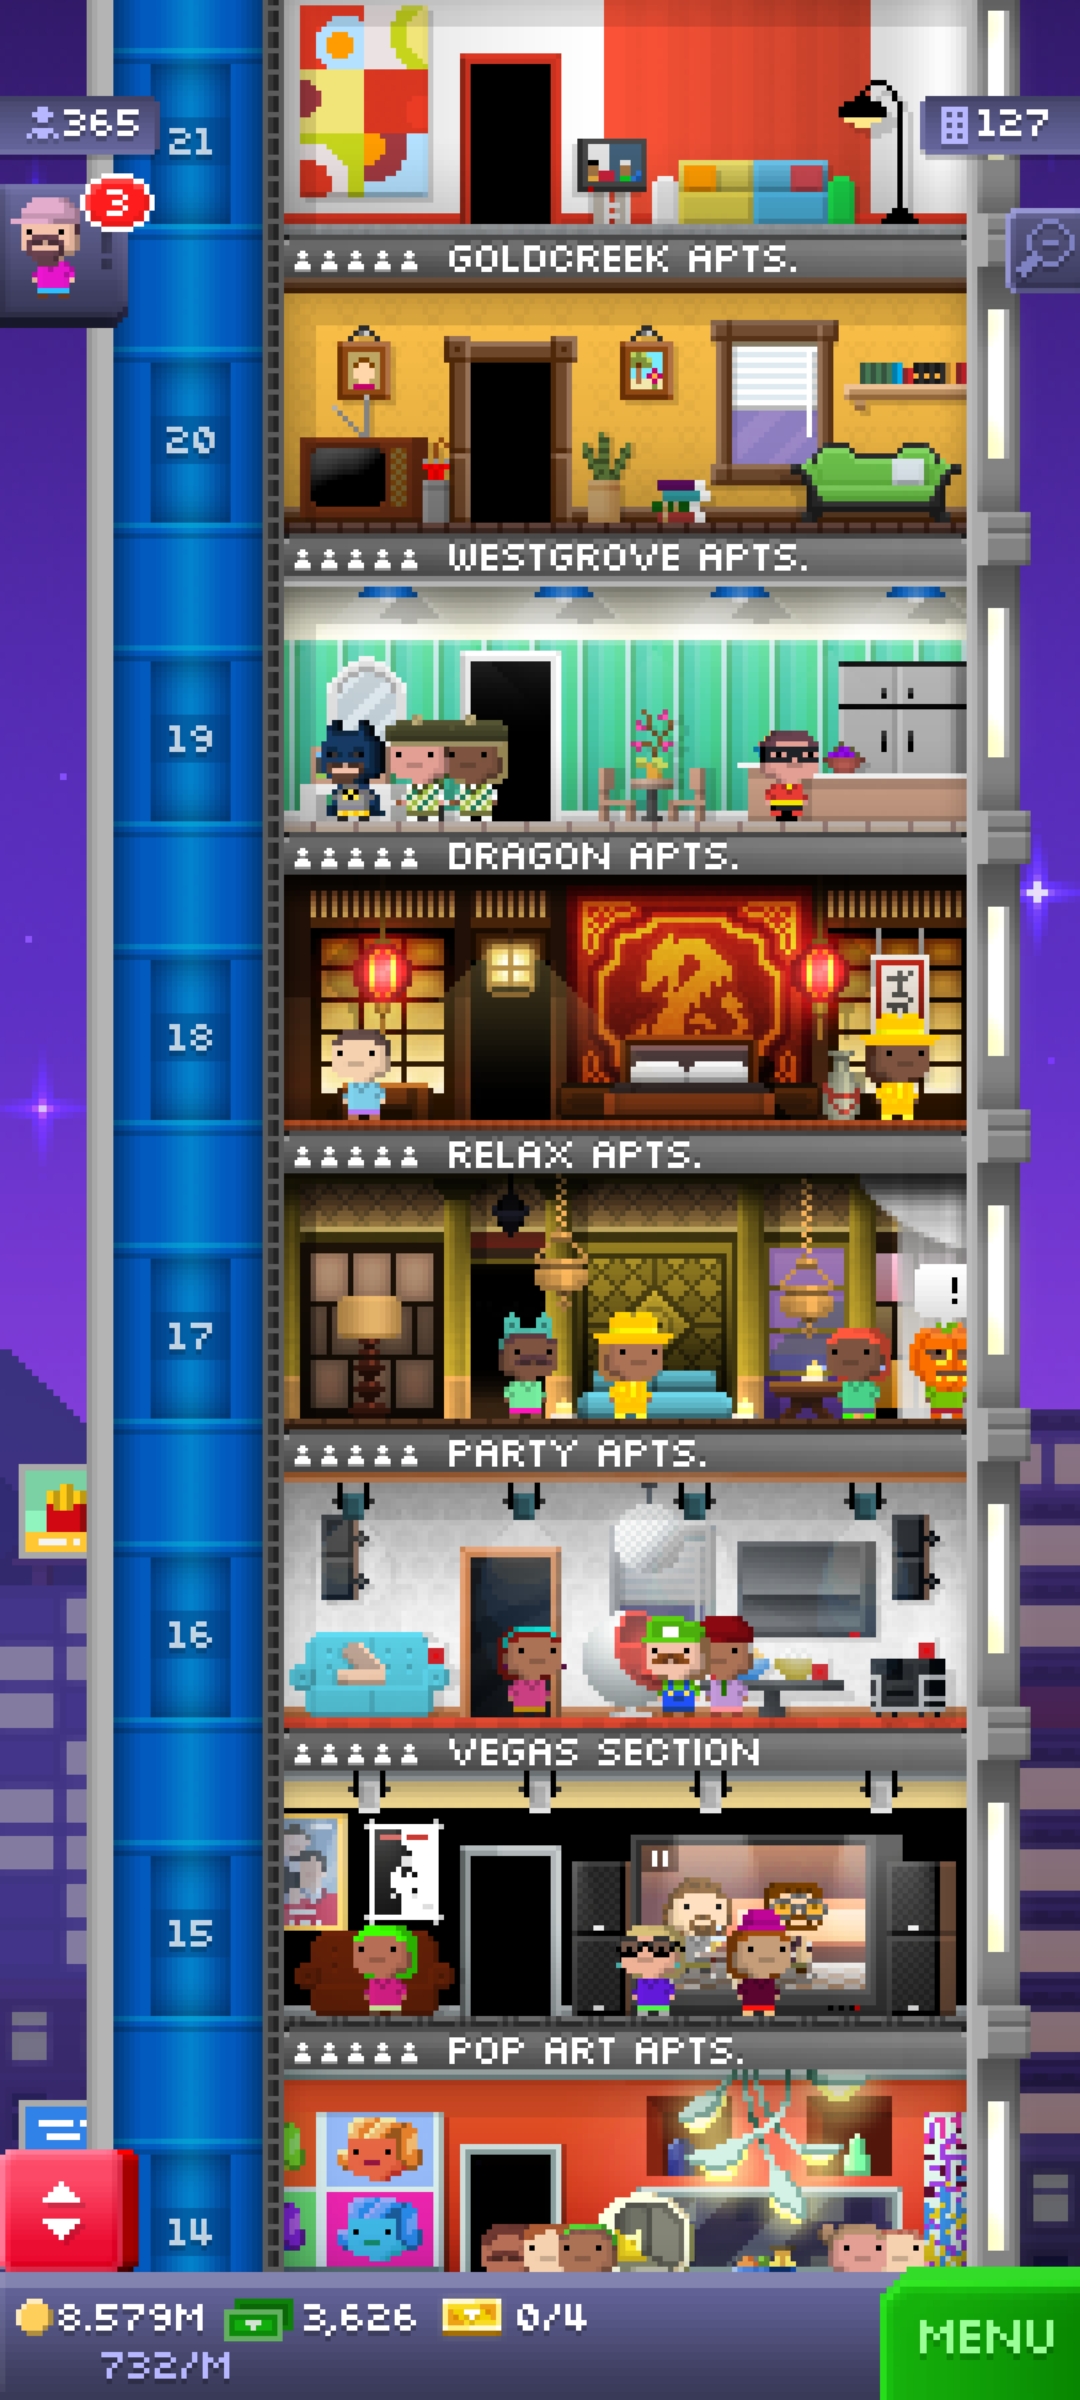 365
21
127
3
!
GOLDCREEK APTS.
20
WESTGROVE APTS.
19
DRAGON APTS.
18
RELAX APTS.
!
17
PARTY APTS.
16
VEGAS SECTION
15
POP ART APTS.
14
8.579M 3,626 0/4
732/M
MENU